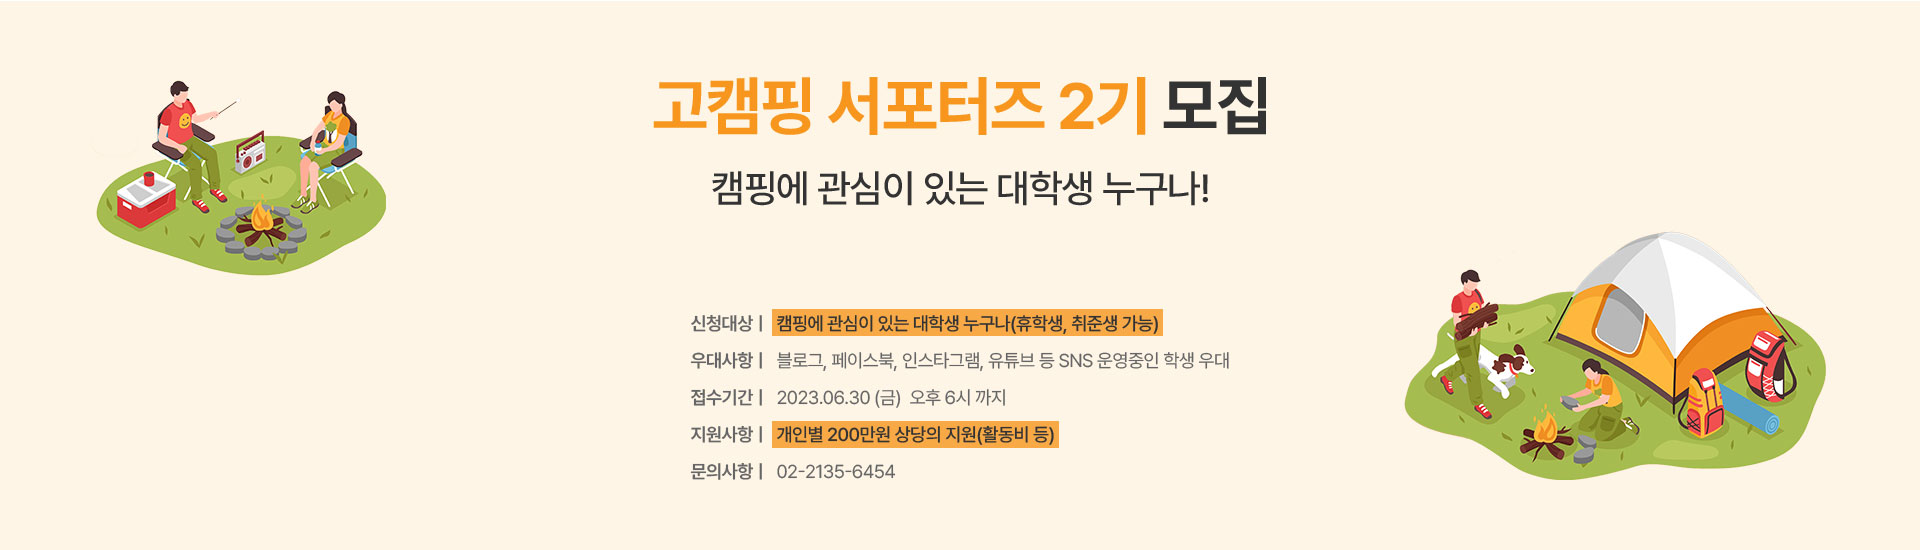 고캠핑 서포터즈 2기 모집
캠핑에 관심이 있는 대학생 누구나!
신청대상 | 캠핑에 관심이 있는 대학생 누구나(휴학생, 취준생 가능)
우대사항 | 블로그, 페이스북, 인스타그램, 유튜브 등 SNS 운영중인 학생 우대
접수기간 | 2023.06.30 (금) 오후 6시 까지
지원사항 | 개인별 200만원 상당의 지원(활동비 등)
문의사항 | 02-2135-6454